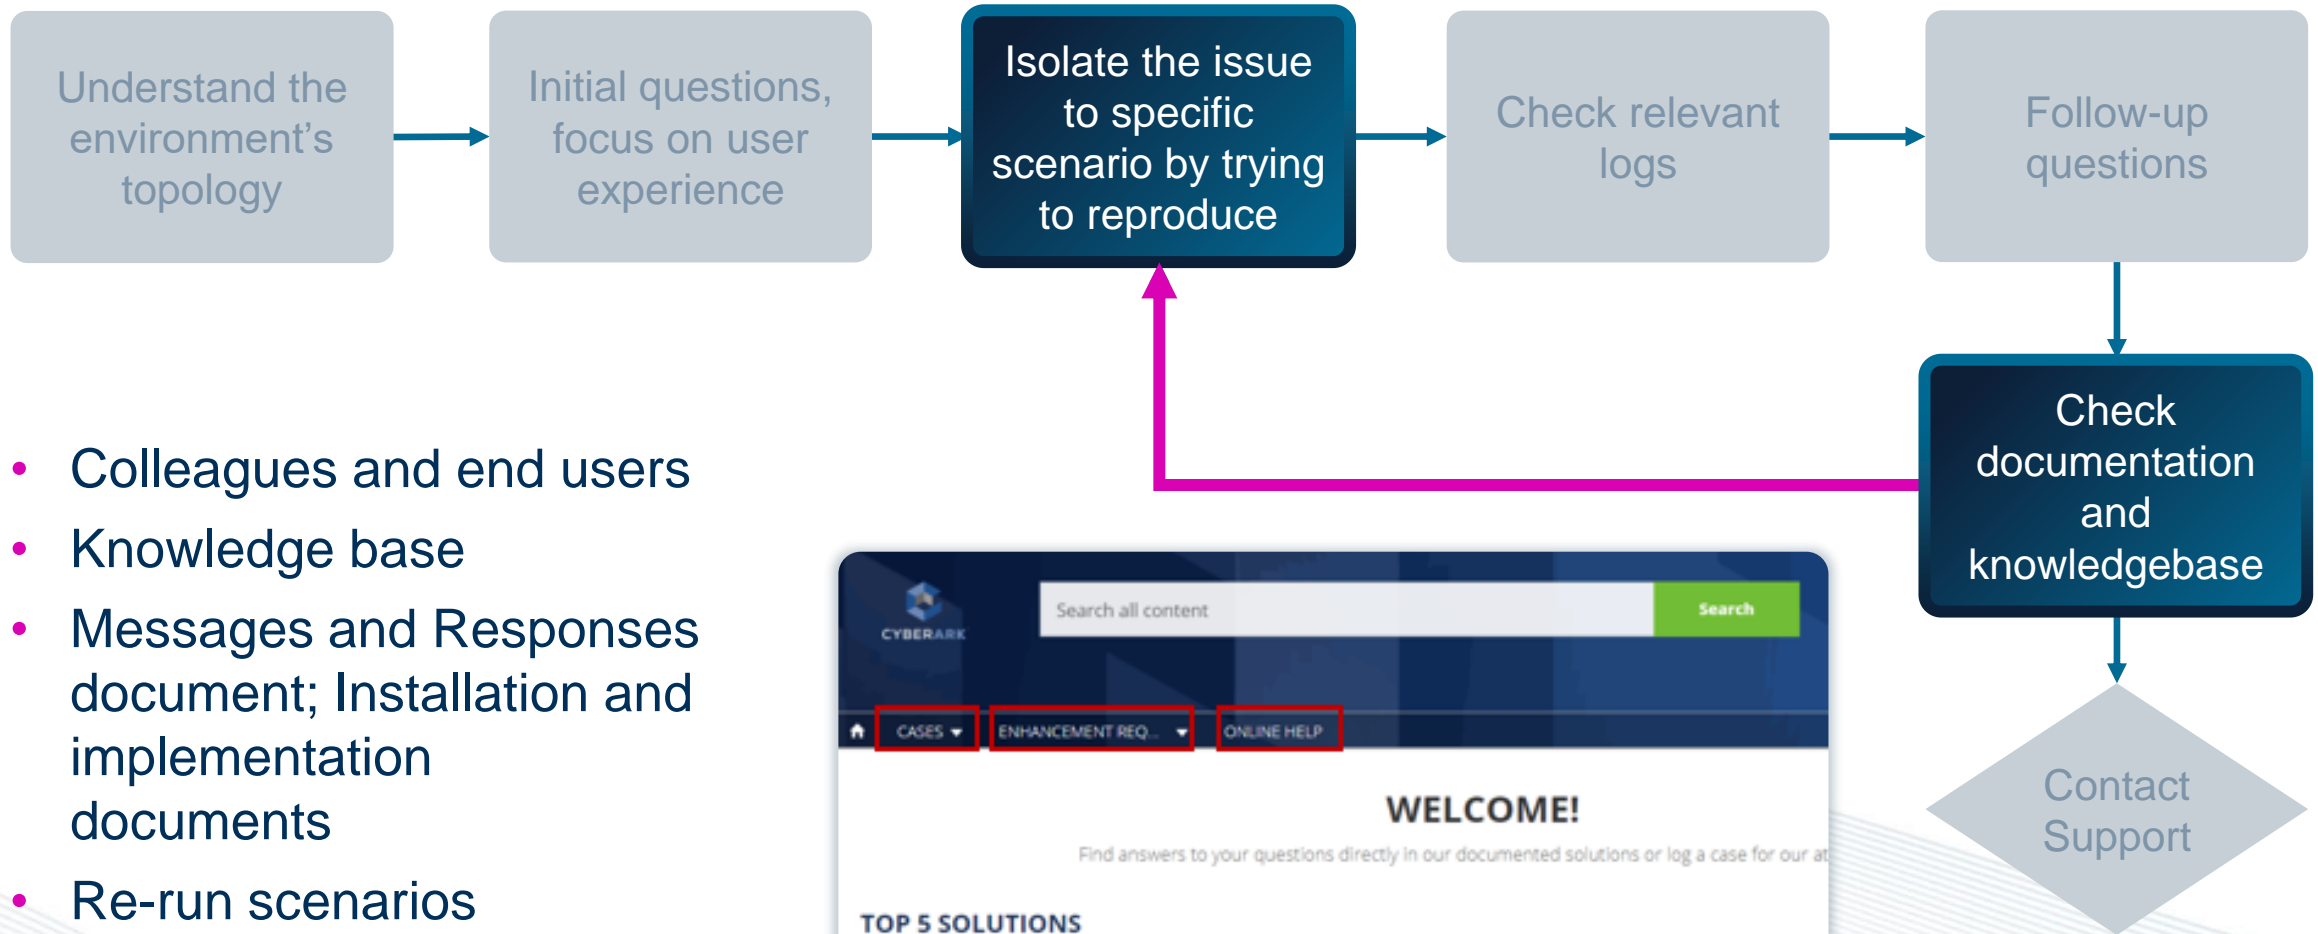 Understand the
environment's
topology
Initial questions,
focus on user
experience
Isolate the issue
to specific
scenario by trying
to reproduce
Check relevant
logs
Follow-up
questions
Check
documentation
and
knowledgebase
Contact
Support
• Colleagues and end users
• Knowledge base
• Messages and Responses
document; Installation and
implementation
documents
• Re-run scenarios
CYBERARK
Search all content
Search
CASES
ENHANCEMENT REQ...
ONLINE HELP
WELCOME!
Find answers to your questions directly in our documented solutions or log a case for our at
TOP 5 SOLUTIONS